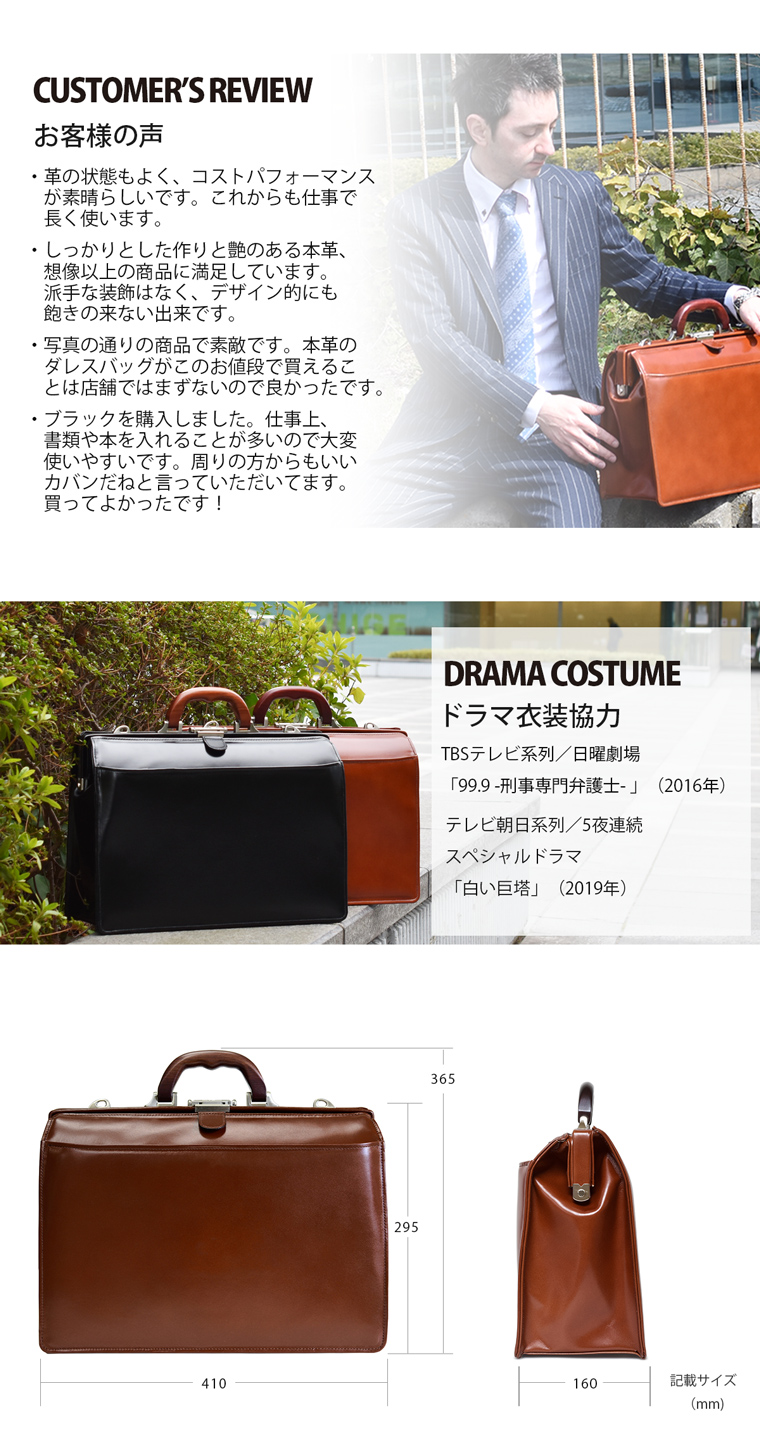 CUSTOMER'S REVIEW
お客様の声
・革の状態もよく、コストパフォーマンス
が素晴らしいです。これからも仕事で
長く使います。
・しっかりとした作りと艶のある本革、
想像以上の商品に満足しています。
派手な装飾はなく、デザイン的にも
飽きの来ない出来です。
・写真の通りの商品で素敵です。本革の
ダレスバッグがこのお値段で買えるこ
とは店舗ではまずないので良かったです。
・ブラックを購入しました。仕事上、
書類や本を入れることが多いので大変
使いやすいです。周りの方からもいい
カバンだねと言っていただいてます。
買ってよかったです！
DRAMA COSTUME
ドラマ衣装協力
TBSテレビ系列／日曜劇場
「99.9 -刑事専門弁護士- 」（2016年）
テレビ朝日系列／5夜連続
スペシャルドラマ
「白い巨塔」（2019年）
365
295
410
160
記載サイズ
（mm）